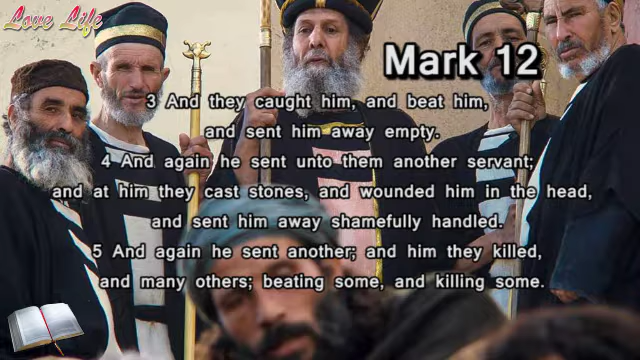 Love Life
Mark 12
3 And they caught him, and beat him,
and sent him away empty.
4 And again he sent unto them another servant;
and at him they cast stones, and wounded him in the head,
and sent him away shamefully handled.
5 And again he sent another; and him they killed,
and many others; beating some, and killing some.